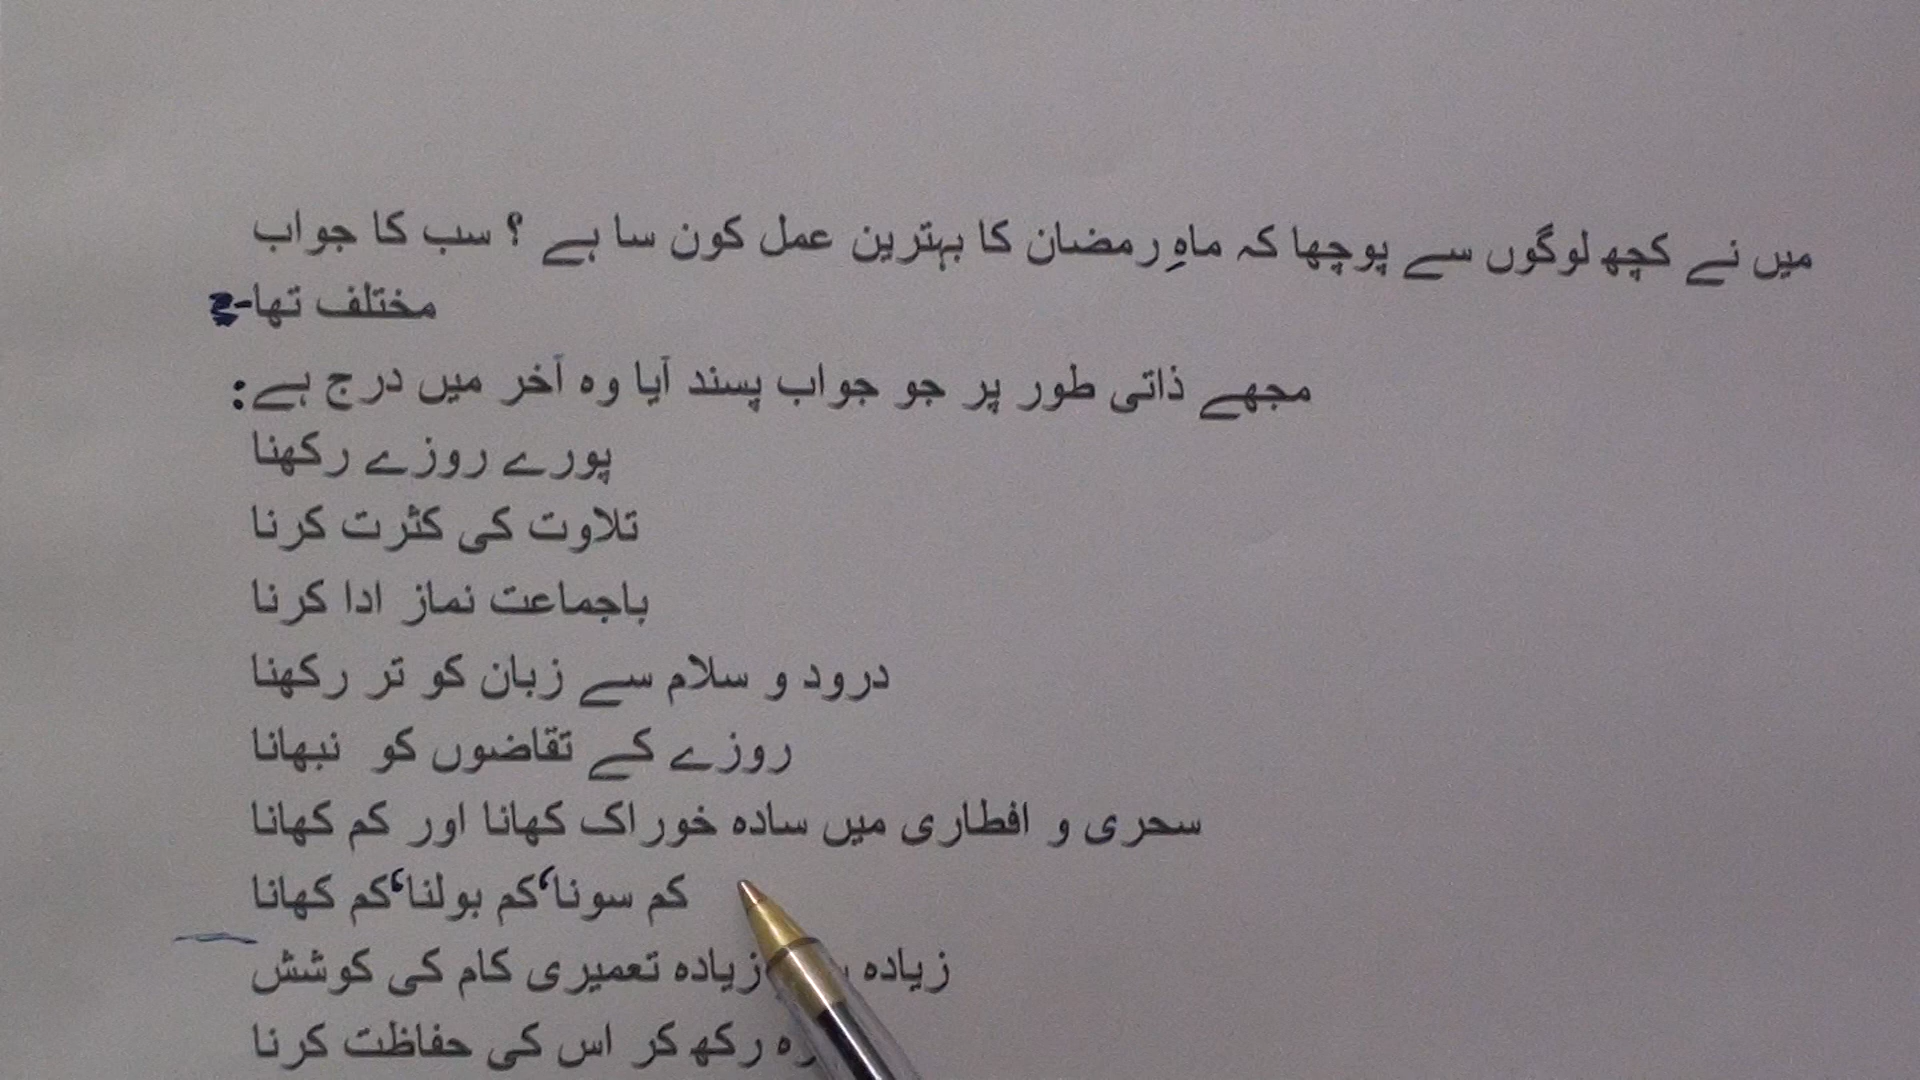 میں نے کچھ لوگوں سے پوچھا کہ ماہِ رمضان کا بہترین عمل کون سا ہے ؟ سب کا جواب
مختلف تھا-
مجھے ذاتی طور پر جو جواب پسند آیا وہ آخر میں درج ہے:
پورے روزے رکھنا
تلاوت کی کثرت کرنا
باجماعت نماز ادا کرنا
درود و سلام سے زبان کو تر رکھنا
روزے کے تقاضوں کو نبھانا
سحری و افطاری میں سادہ خوراک کھانا اور کم کھانا
کم سونا‘کم بولنا‘کم کھانا
زیادہ زیادہ تعمیری کام کی کوشش
رکھ کر اس کی حفاظت کرنا